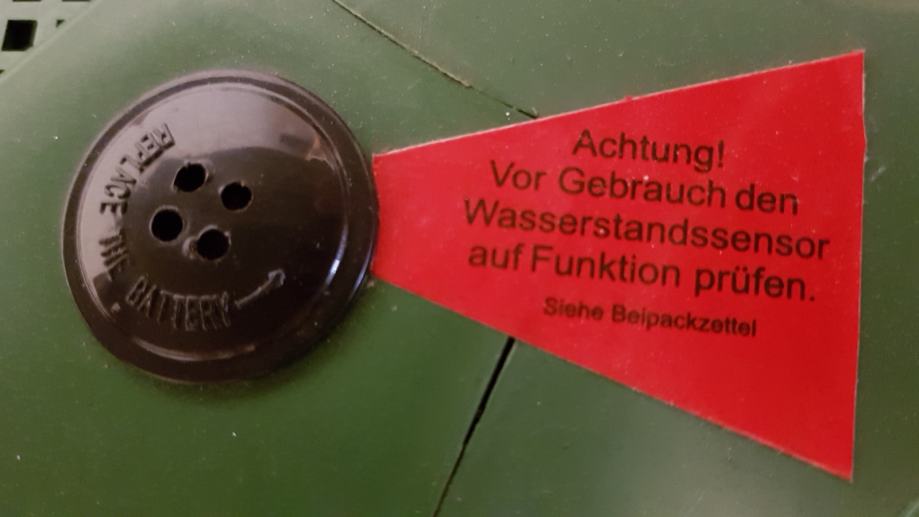 REPLACE THE BATTERY
Achtung!
Vor Gebrauch den
Wasserstandssensor
auf Funktion prüfen.
Siehe Beipackzettel